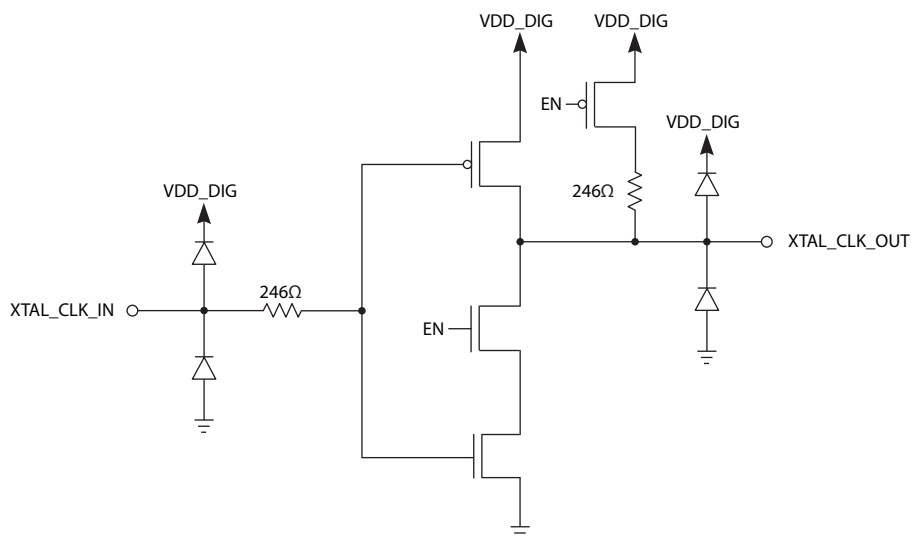 VDD_DIG
VDD_DIG
EN
VDD_DIG
VDD_DIG
246Ω
XTAL_CLK_OUT
246Ω
XTAL_CLK_IN
EN